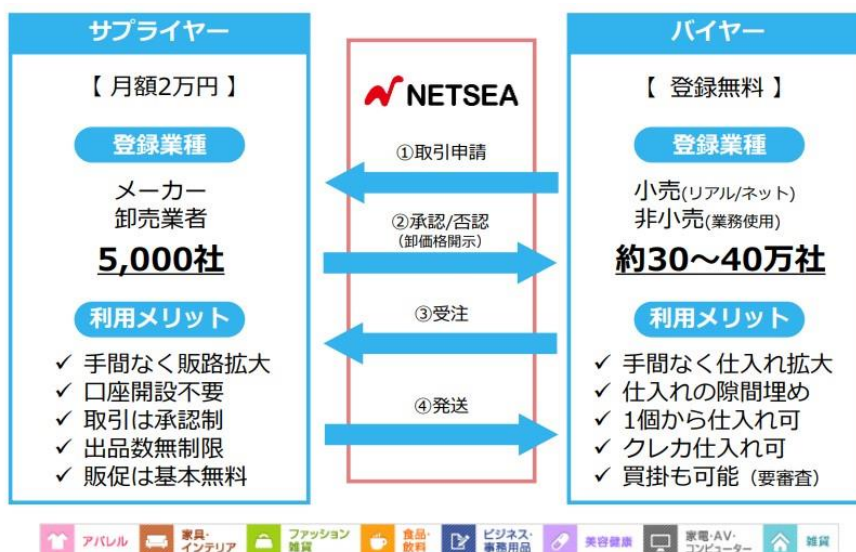 サプライヤー
【 月額2万円 】
登録業種
メーカー
卸売業者
5,000社
利用メリット
✓ 手間なく販路拡大
✓ 口座開設不要
✓ 取引は承認制
✓ 出品数無制限
✓ 販促は基本無料
NETSEA
①取引申請
②承認/否認
(卸価格開示)
③受注
④発送
バイヤー
【 登録無料 】
登録業種
小売(リアル/ネット)
非小売(業務使用)
約30～40万社
利用メリット
✓ 手間なく仕入れ拡大
✓ 仕入れの隙間埋め
✓ 1個から仕入れ可
✓ クレカ仕入れ可
✓ 買掛も可能（要審査）
アパレル
家具・
インテリア
ファッション
雑貨
食品・
飲料
ビジネス・
事務用品
美容健康
家電・AV・
コンピューター
雑貨